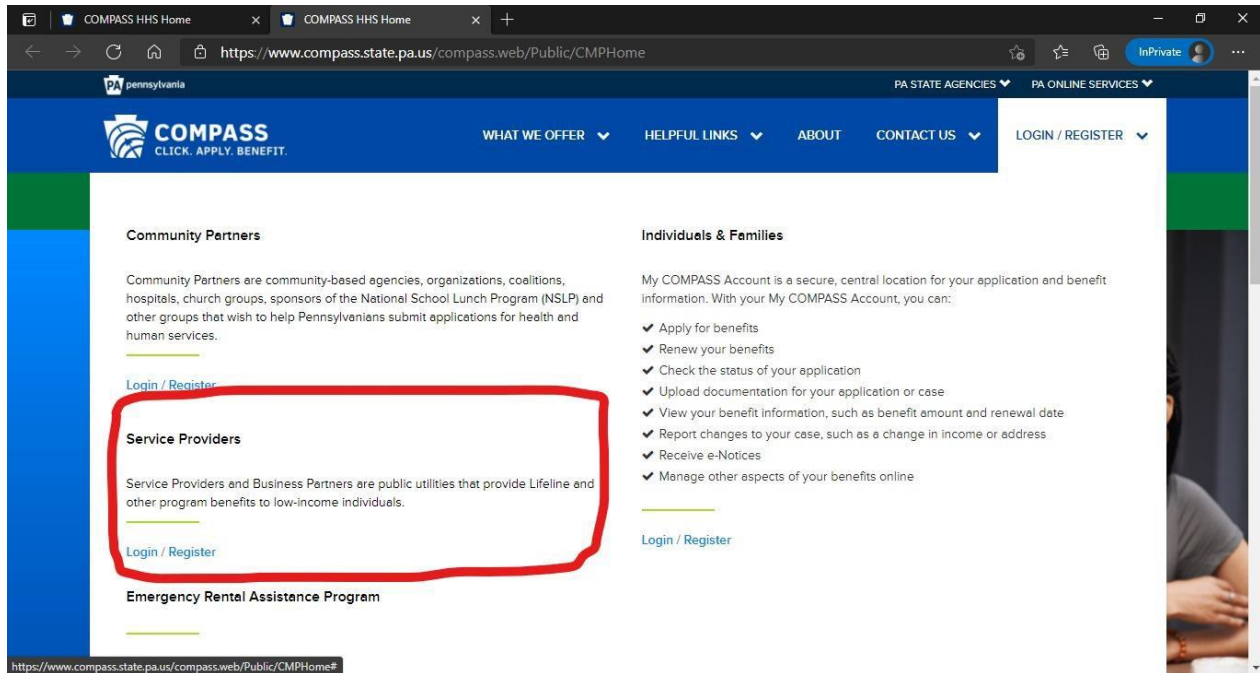 COMPASS HHS Home
COMPASS HHS Home
https://www.compass.state.pa.us/compass.web/Public/CMPHome
InPrivate
PA pennsylvania
PA STATE AGENCIES
PA ONLINE SERVICES
COMPASS
CLICK. APPLY. BENEFIT.
WHAT WE OFFER
HELPFUL LINKS
ABOUT
CONTACT US
LOGIN / REGISTER
Community Partners
Community Partners are community-based agencies, organizations, coalitions,
hospitals, church groups, sponsors of the National School Lunch Program (NSLP) and
other groups that wish to help Pennsylvanians submit applications for health and
human services.
Login / Register
Service Providers
Service Providers and Business Partners are public utilities that provide Lifeline and
other program benefits to low-income individuals.
Login / Register
Emergency Rental Assistance Program
Individuals & Families
My COMPASS Account is a secure, central location for your application and benefit
information. With your My COMPASS Account, you can:
Apply for benefits
Renew your benefits
Check the status of your application
Upload documentation for your application or case
View your benefit information, such as benefit amount and renewal date
Report changes to your case, such as a change in income or address
Receive e-Notices
Manage other aspects of your benefits online
Login / Register
https://www.compass.state.pa.us/compass.web/Public/CMPHome#